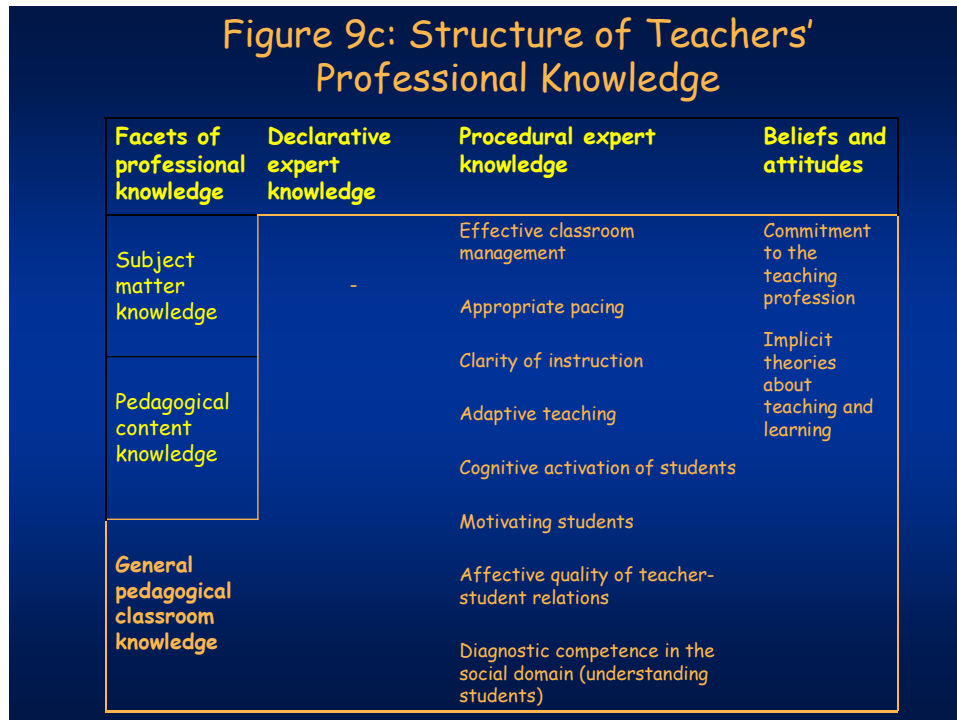 Figure 9c: Structure of Teachers’
Professional Knowledge
Facets of
professional
knowledge
Declarative
expert
knowledge
Procedural expert
knowledge
Beliefs and
attitudes
Subject
matter
knowledge
-
Pedagogical
content
knowledge
General
pedagogical
classroom
knowledge
Effective classroom
management
Appropriate pacing
Clarity of instruction
Adaptive teaching
Cognitive activation of students
Motivating students
Affective quality of teacher-
student relations
Diagnostic competence in the
social domain (understanding
students)
Commitment
to the
teaching
profession
Implicit
theories
about
teaching and
learning